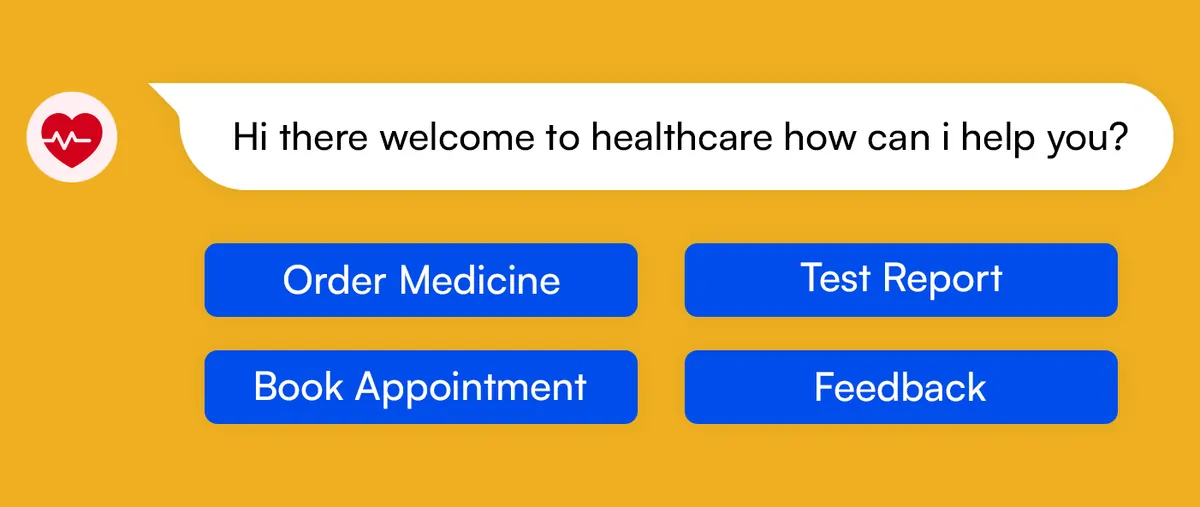 Hi there welcome to healthcare how can i help you?
Order Medicine
Test Report
Book Appointment
Feedback